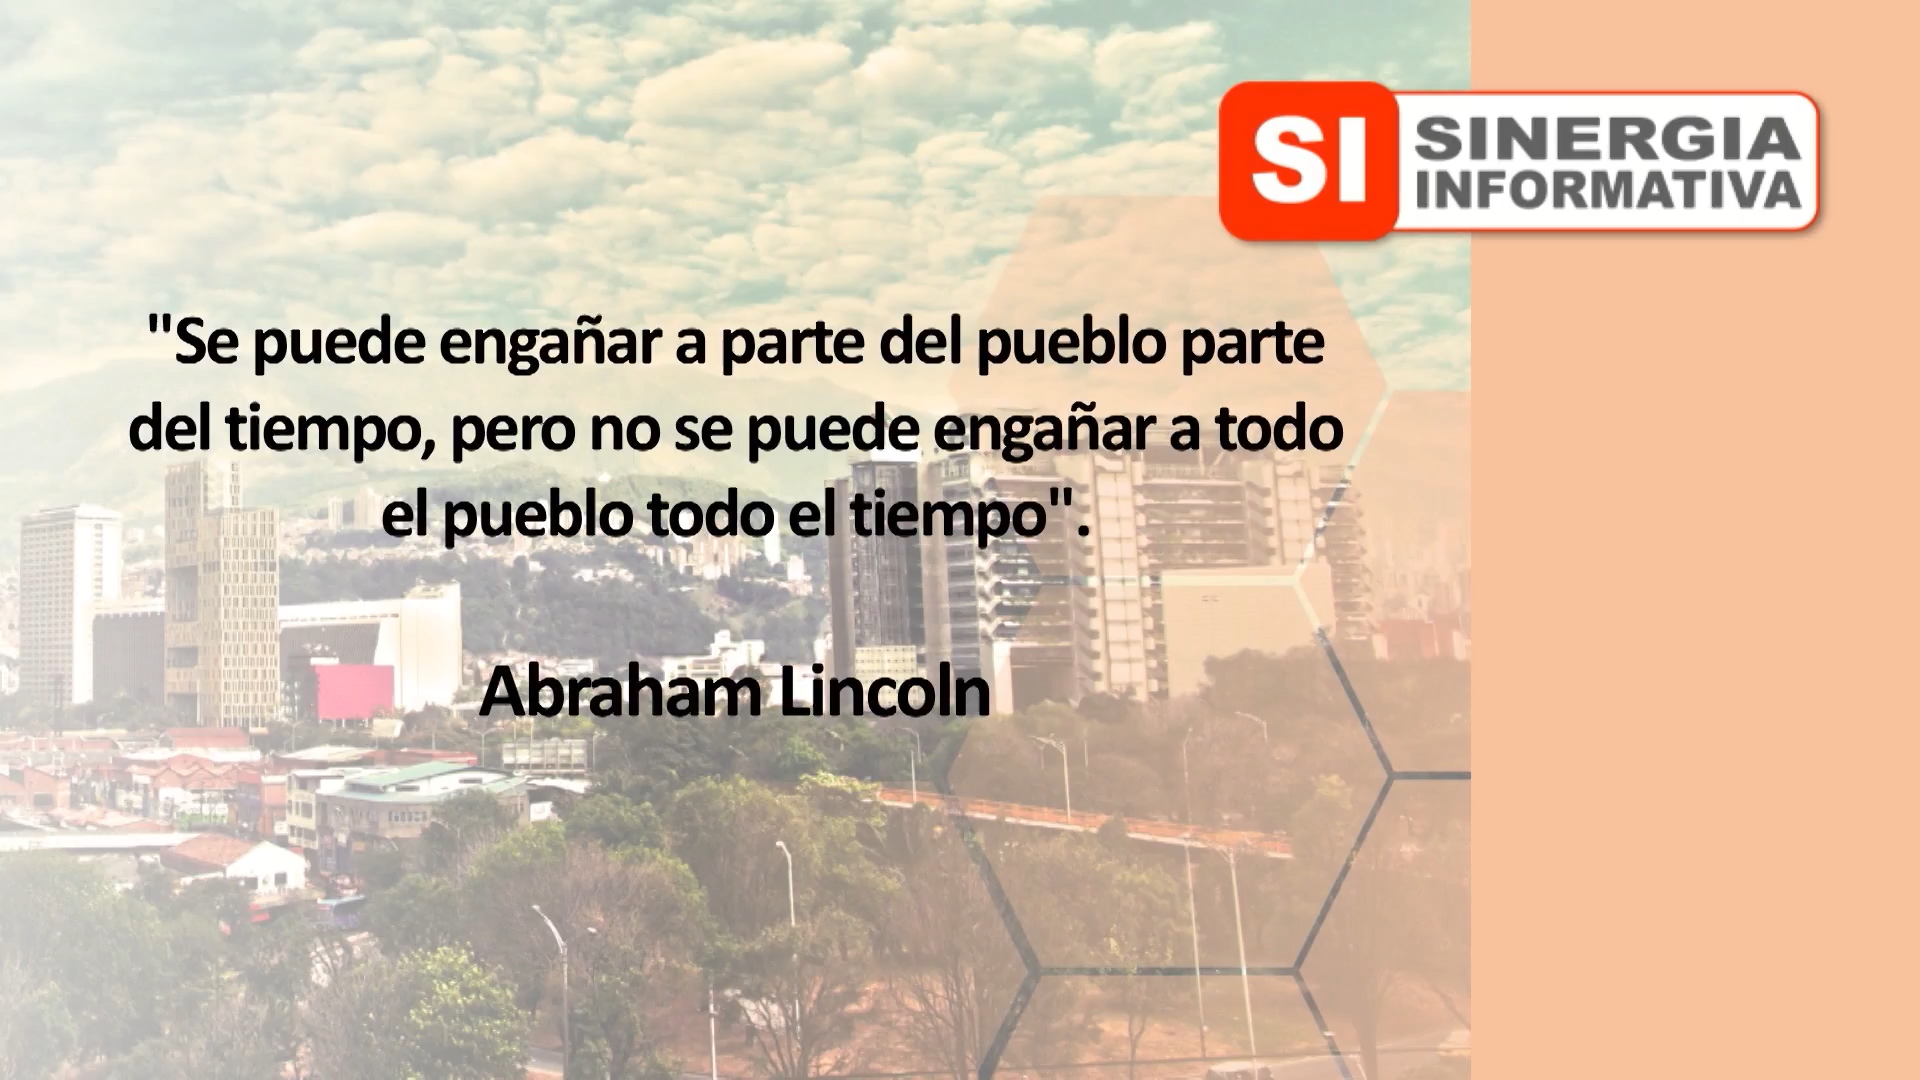 SI SINERGIA
INFORMATIVA
"Se puede engañar a parte del pueblo parte
del tiempo, pero no se puede engañar a todo
el pueblo todo el tiempo".
Abraham Lincoln